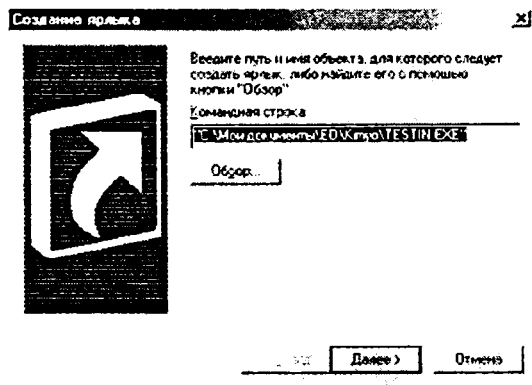 Создание ярлыка
Введите путь и имя объекта, для которого следует
создать ярлык, либо найдите его с помощью
кнопки "Обзор"
Командная строка
"C:\Мои документы\ED\Kimpo\TESTIN.EXE"
Обзор...
Далее >
Отмена